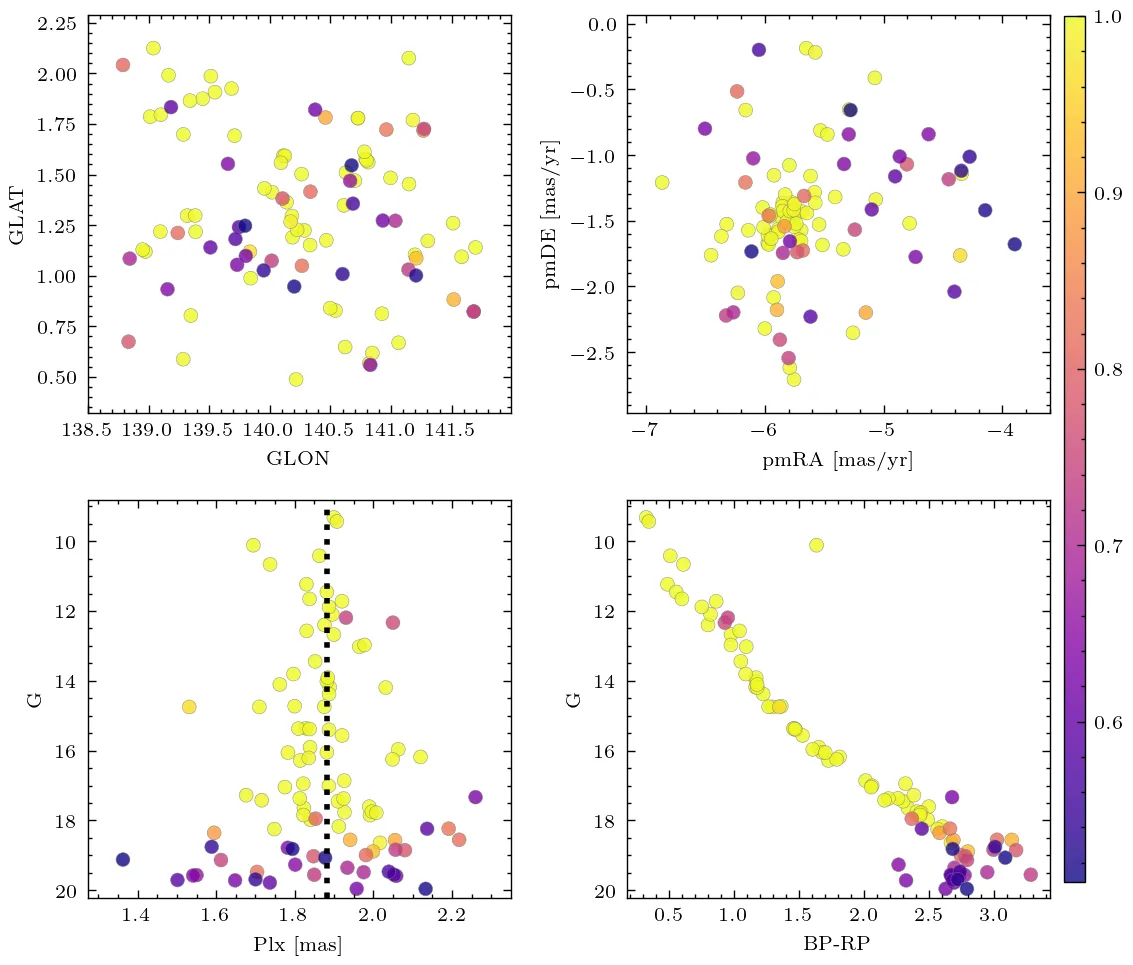 2.25
2.00
1.75
1.50
1.25
1.00
0.75
0.50
GLAT
138.5 139.0 139.5 140.0 140.5 141.0 141.5
GLON
0.0
−0.5
−1.0
−1.5
−2.0
−2.5
pmDE [mas/yr]
−7 −6 −5 −4
pmRA [mas/yr]
1.0
0.9
0.8
0.7
0.6
10
12
14
16
18
20
G
1.4 1.6 1.8 2.0 2.2
Plx [mas]
10
12
14
16
18
20
G
0.5 1.0 1.5 2.0 2.5 3.0
BP-RP